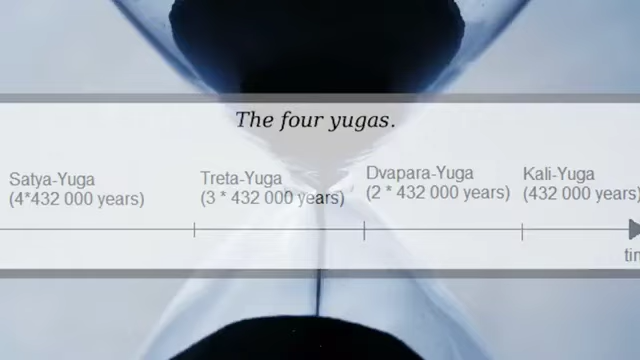 The four yugas.
Satya-Yuga
(4*432 000 years)
Treta-Yuga
(3 * 432 000 years)
Dvapara-Yuga
(2 * 432 000 years)
Kali-Yuga
(432 000 years)